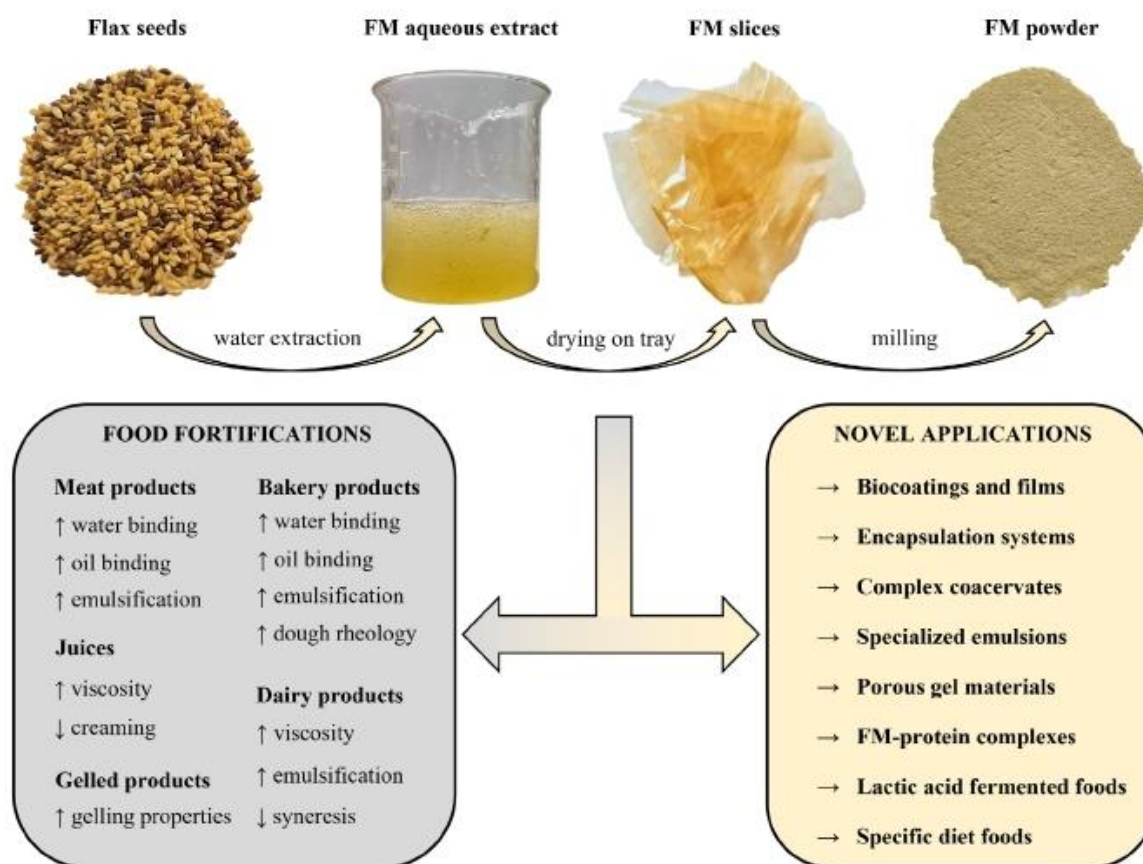 Flax seeds
FM aqueous extract
FM slices
FM powder
water extraction
drying on tray
milling
FOOD FORTIFICATIONS
Meat products
↑ water binding
↑ oil binding
↑ emulsification
Juices
↑ viscosity
↓ creaming
Gelled products
↑ gelling properties
Bakery products
↑ water binding
↑ oil binding
↑ emulsification
↑ dough rheology
Dairy products
↑ viscosity
↑ emulsification
↓ syneresis
NOVEL APPLICATIONS
→ Biocoatings and films
→ Encapsulation systems
→ Complex coacervates
→ Specialized emulsions
→ Porous gel materials
→ FM-protein complexes
→ Lactic acid fermented foods
→ Specific diet foods